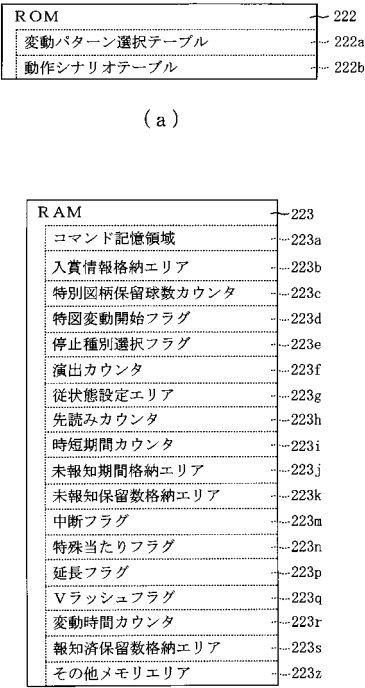 ROM 222
変動パターン選択テーブル 222a
動作シナリオテーブル 222b
(a)
RAM 223
コマンド記憶領域 223a
入賞情報格納エリア 223b
特別図柄保留球数カウンタ 223c
特図変動開始フラグ 223d
停止種別選択フラグ 223e
演出カウンタ 223f
従状態設定エリア 223g
先読みカウンタ 223h
時短期間カウンタ 223i
未報知期間格納エリア 223j
未報知保留数格納エリア 223k
中断フラグ 223m
特殊当たりフラグ 223n
延長フラグ 223p
Vラッシュフラグ 223q
変動時間カウンタ 223r
報知済保留数格納エリア 223s
その他メモリエリア 223z